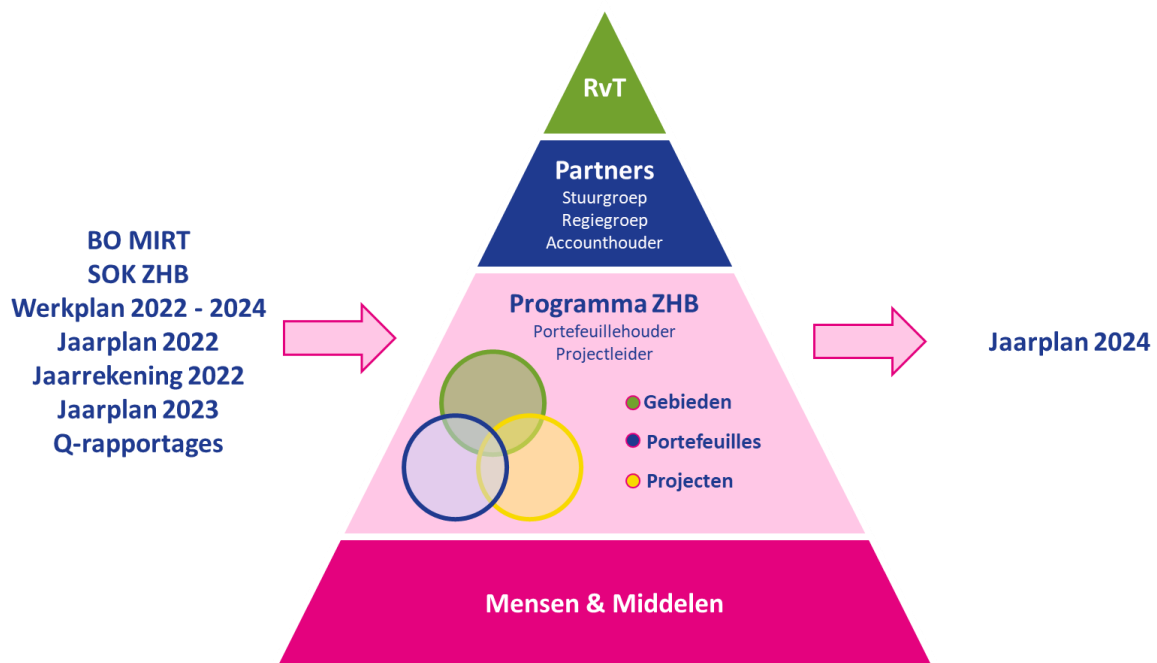 BO MIRT
SOK ZHB
Werkplan 2022 - 2024
Jaarplan 2022
Jaarrekening 2022
Jaarplan 2023
Q-rapportages
RvT
Partners
Stuurgroep
Regiegroep
Accounthouder
Programma ZHB
Portefeuillehouder
Projectleider
Gebieden
Portefeuilles
Projecten
Mensen & Middelen
Jaarplan 2024